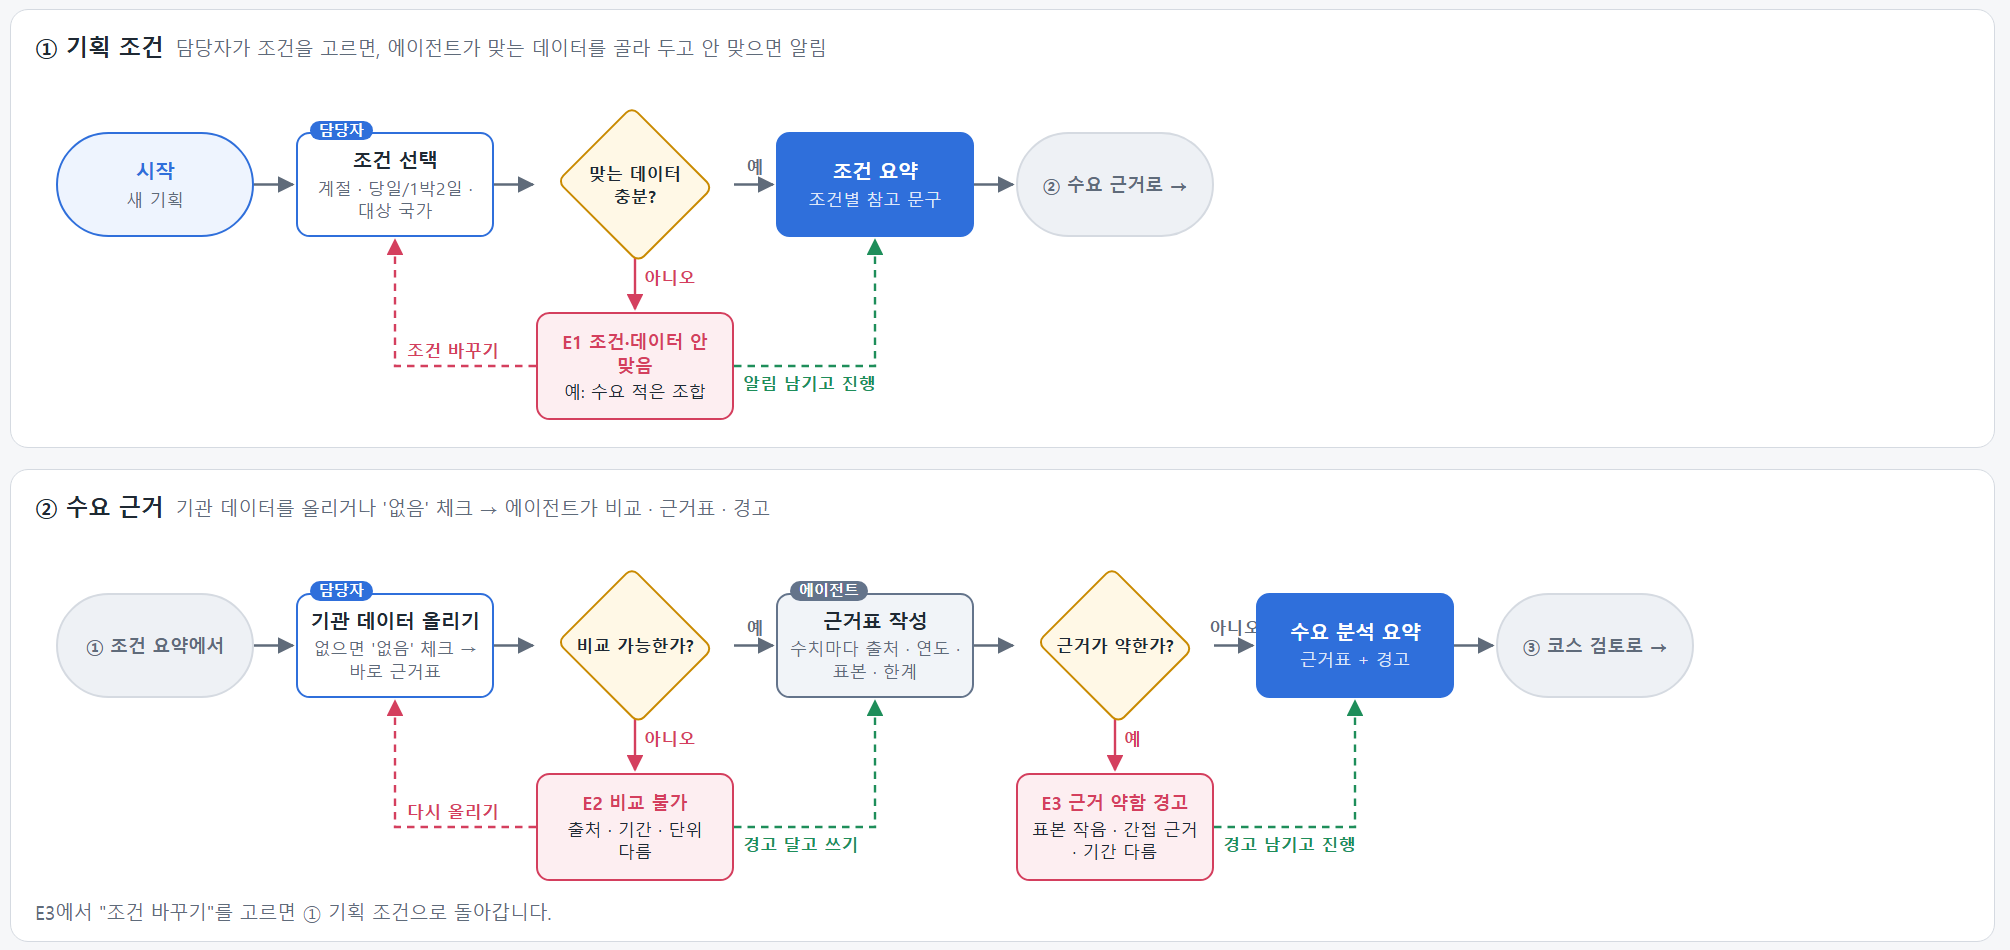 ① 기획 조건 담당자가 조건을 고르면, 에이전트가 맞는 데이터를 골라 두고 안 맞으면 알림
시작
새 기획
담당자
조건 선택
계절 · 당일/1박2일 ·
대상 국가
맞는 데이터
충분?
예
조건 요약
조건별 참고 문구
② 수요 근거로 →
아니오
조건 바꾸기
E1 조건·데이터 안
맞음
예: 수요 적은 조합
알림 남기고 진행
② 수요 근거 기관 데이터를 올리거나 '없음' 체크 → 에이전트가 비교 · 근거표 · 경고
① 조건 요약에서
담당자
기관 데이터 올리기
없으면 '없음' 체크 →
바로 근거표
비교 가능한가?
예
에이전트
근거표 작성
수치마다 출처 · 연도 ·
표본 · 한계
근거가 약한가?
아니오
수요 분석 요약
근거표 + 경고
③ 코스 검토로 →
아니오
예
다시 올리기
E2 비교 불가
출처 · 기간 · 단위
다름
경고 달고 쓰기
E3 근거 약함 경고
표본 작음 · 간접 근거
· 기간 다름
경고 남기고 진행
E3에서 "조건 바꾸기"를 고르면 ① 기획 조건으로 돌아갑니다.